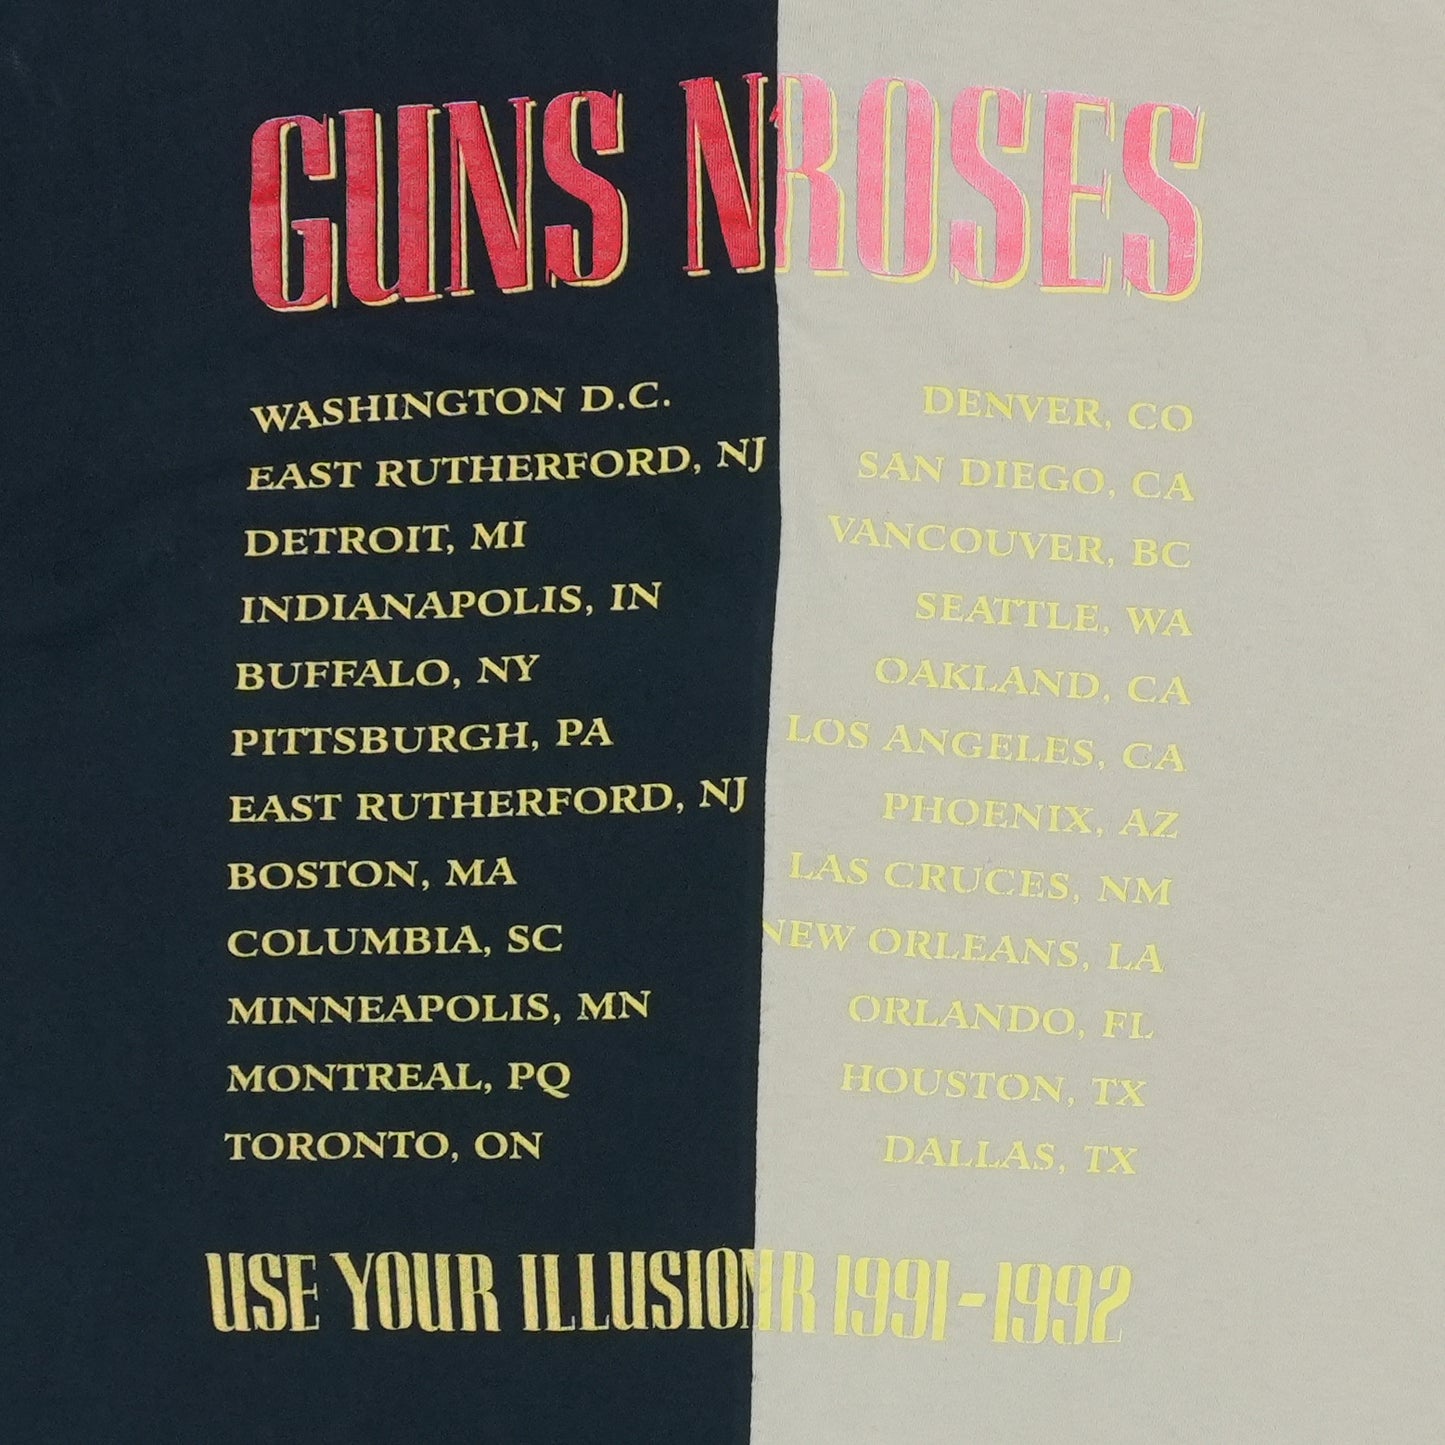 GUNS N'ROSES
WASHINGTON D.C.
EAST RUTHERFORD, NJ
DETROIT, MI
INDIANAPOLIS, IN
BUFFALO, NY
PITTSBURGH, PA
EAST RUTHERFORD, NJ
BOSTON, MA
COLUMBIA, SC
MINNEAPOLIS, MN
MONTREAL, PQ
TORONTO, ON
DENVER, CO
SAN DIEGO, CA
VANCOUVER, BC
SEATTLE, WA
OAKLAND, CA
LOS ANGELES, CA
PHOENIX, AZ
LAS CRUCES, NM
NEW ORLEANS, LA
ORLANDO, FL
HOUSTON, TX
DALLAS, TX
USE YOUR ILLUSION 1991-1992